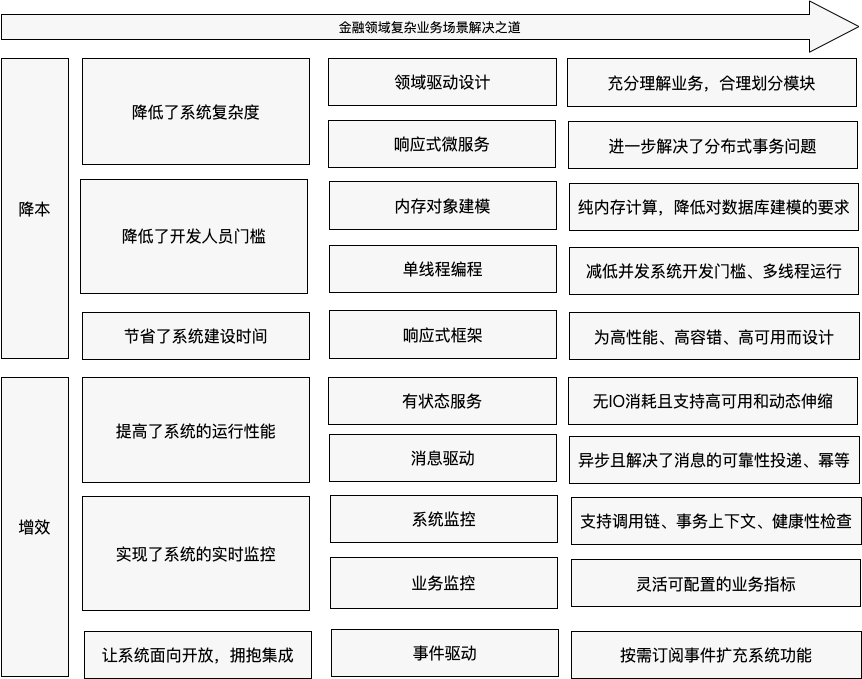 金融领域复杂业务场景解决之道
降本
降低了系统复杂度
领域驱动设计
充分理解业务，合理划分模块
响应式微服务
进一步解决了分布式事务问题
降低了开发人员门槛
内存对象建模
纯内存计算，降低对数据库建模的要求
单线程编程
减低并发系统开发门槛、多线程运行
节省了系统建设时间
响应式框架
为高性能、高容错、高可用而设计
增效
提高了系统的运行性能
有状态服务
无IO消耗且支持高可用和动态伸缩
消息驱动
异步且解决了消息的可靠性投递、幂等
实现了系统的实时监控
系统监控
支持调用链、事务上下文、健康性检查
业务监控
灵活可配置的业务指标
让系统面向开放，拥抱集成
事件驱动
按需订阅事件扩充系统功能